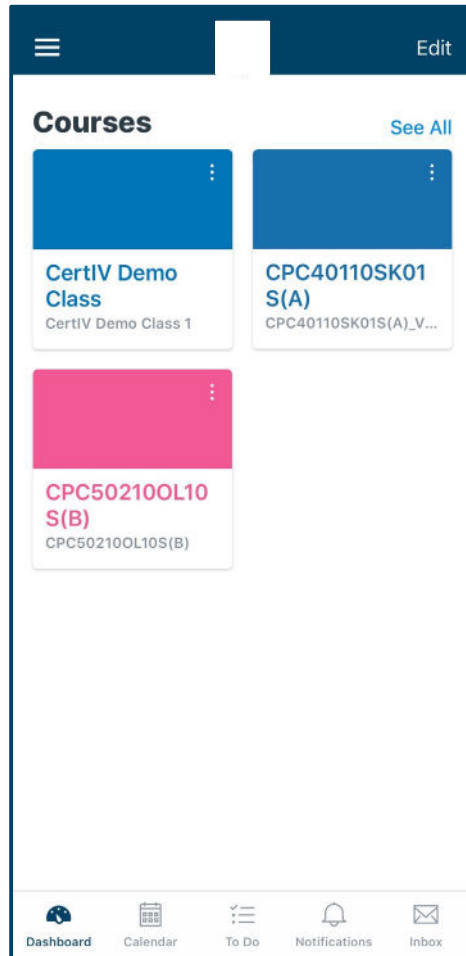 Edit
Courses
See All
CertIV Demo
Class
CertIV Demo Class 1
CPC40110SK01
S(A)
CPC40110SK01S(A)_V...
CPC50210OL10
S(B)
CPC50210OL10S(B)
Dashboard
Calendar
To Do
Notifications
Inbox